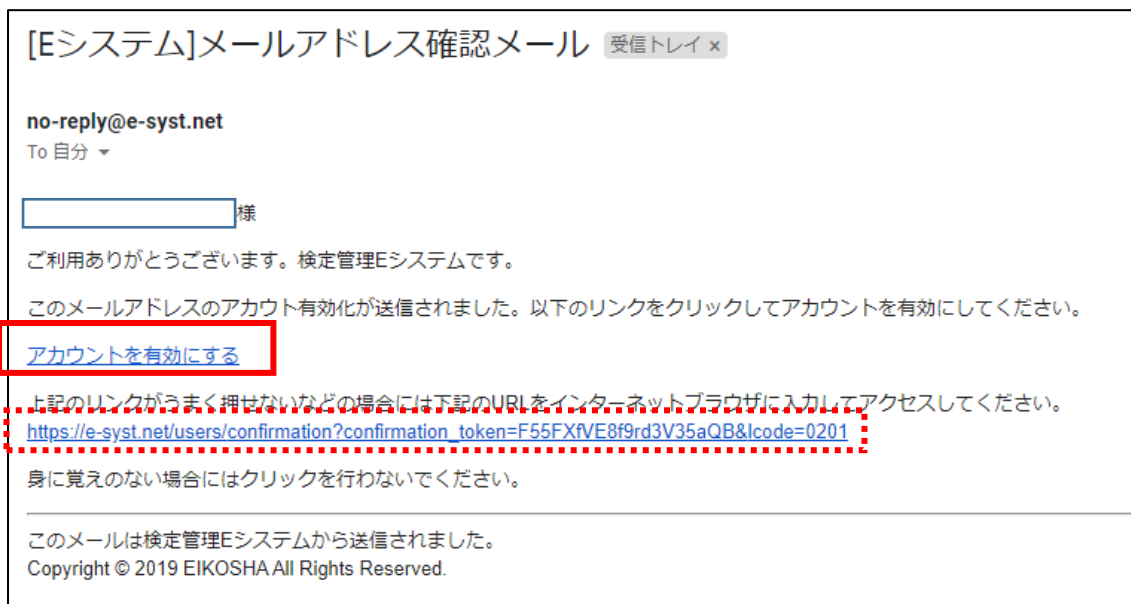 [Eシステム]メールアドレス確認メール 受信トレイ ×
no-reply@e-syst.net
To 自分
様
ご利用ありがとうございます。検定管理Eシステムです。
このメールアドレスのアカウト有効化が送信されました。以下のリンクをクリックしてアカウントを有効にしてください。
アカウントを有効にする
上記のリンクがうまく押せないなどの場合には下記のURLをインターネットブラウザに入力してアクセスしてください。
https://e-syst.net/users/confirmation?confirmation_token=F55FXfVE8f9rd3V35aQB&lcode=0201
身に覚えのない場合にはクリックを行わないでください。
このメールは検定管理Eシステムから送信されました。
Copyright © 2019 EIKOSHA All Rights Reserved.